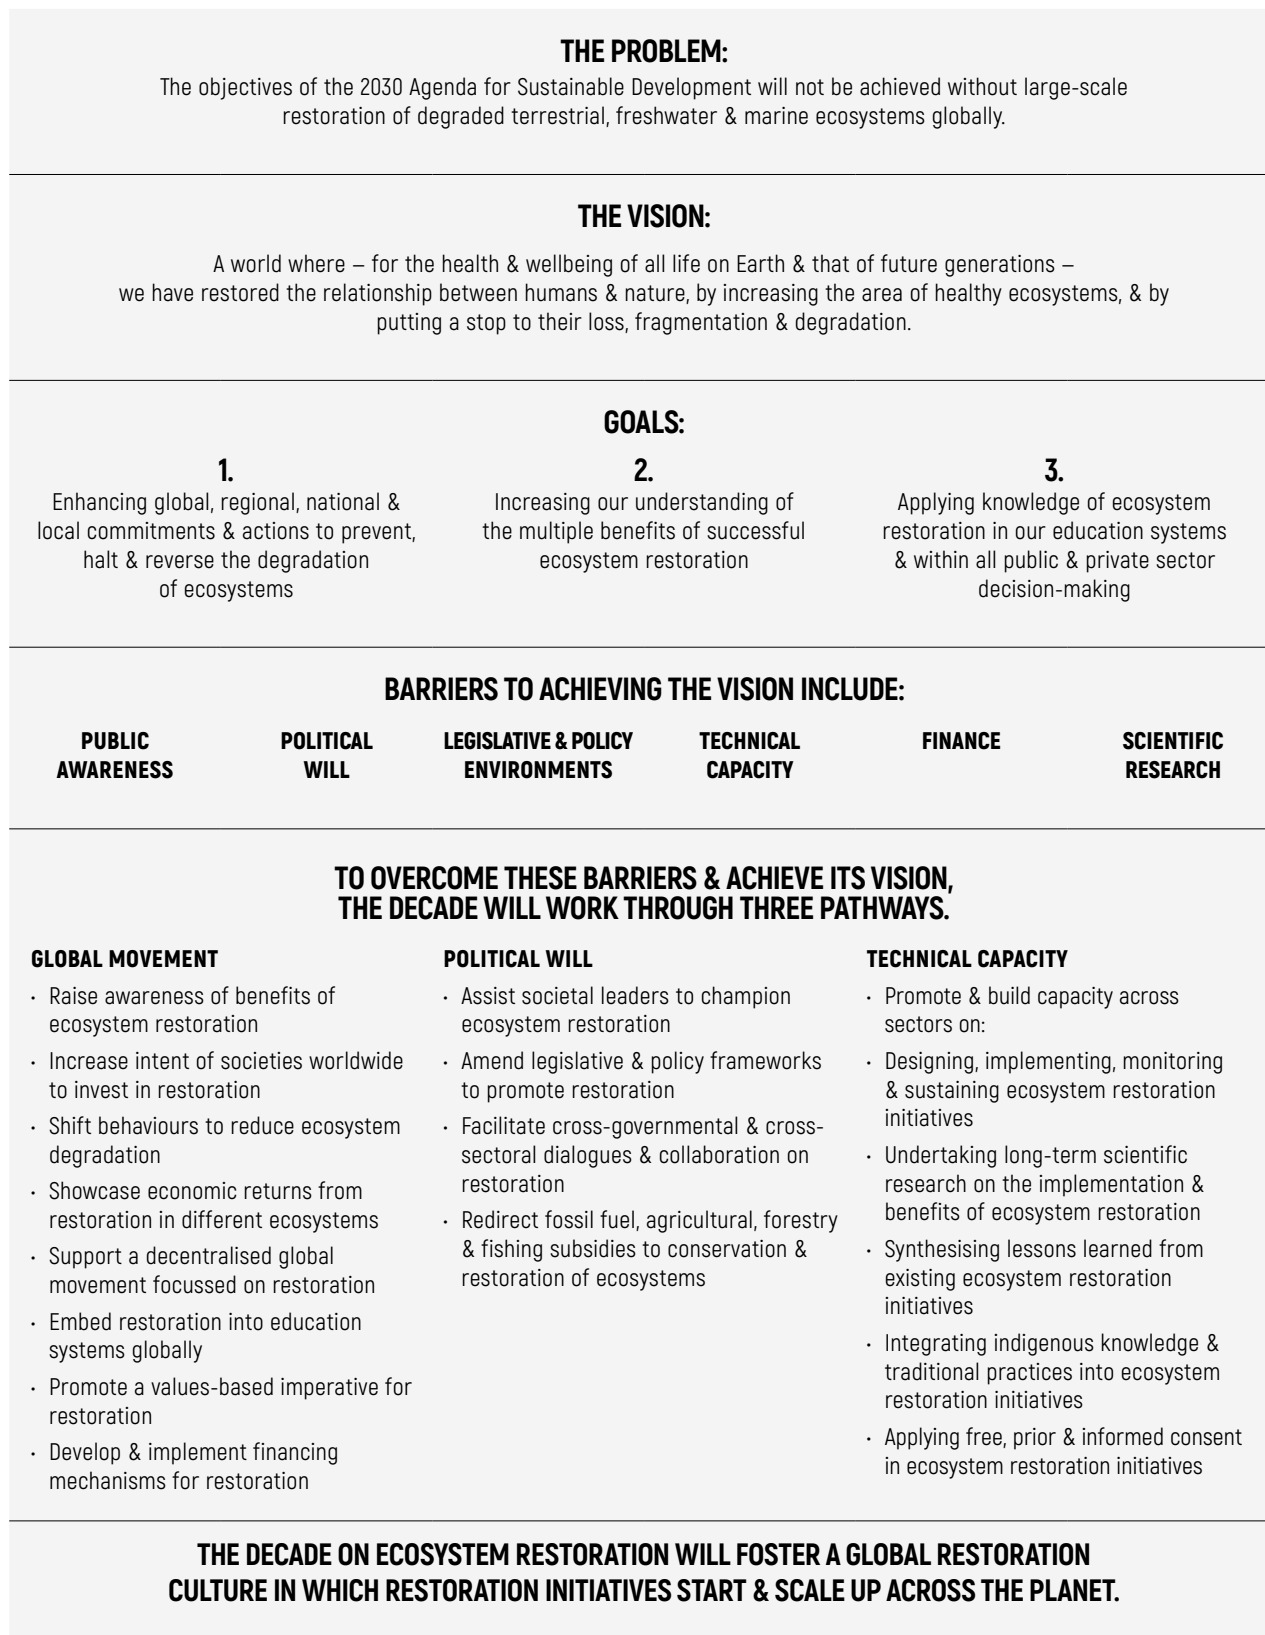 THE PROBLEM:
The objectives of the 2030 Agenda for Sustainable Development will not be achieved without large-scale
restoration of degraded terrestrial, freshwater & marine ecosystems globally.
THE VISION:
A world where – for the health & wellbeing of all life on Earth & that of future generations –
we have restored the relationship between humans & nature, by increasing the area of healthy ecosystems, & by
putting a stop to their loss, fragmentation & degradation.
GOALS:
1.
Enhancing global, regional, national &
local commitments & actions to prevent,
halt & reverse the degradation
of ecosystems
2.
Increasing our understanding of
the multiple benefits of successful
ecosystem restoration
3.
Applying knowledge of ecosystem
restoration in our education systems
& within all public & private sector
decision-making
BARRIERS TO ACHIEVING THE VISION INCLUDE:
PUBLIC
AWARENESS
POLITICAL
WILL
LEGISLATIVE & POLICY
ENVIRONMENTS
TECHNICAL
CAPACITY
FINANCE
SCIENTIFIC
RESEARCH
TO OVERCOME THESE BARRIERS & ACHIEVE ITS VISION,
THE DECADE WILL WORK THROUGH THREE PATHWAYS.
GLOBAL MOVEMENT
· Raise awareness of benefits of
ecosystem restoration
· Increase intent of societies worldwide
to invest in restoration
· Shift behaviours to reduce ecosystem
degradation
· Showcase economic returns from
restoration in different ecosystems
· Support a decentralised global
movement focussed on restoration
· Embed restoration into education
systems globally
· Promote a values-based imperative for
restoration
· Develop & implement financing
mechanisms for restoration
POLITICAL WILL
· Assist societal leaders to champion
ecosystem restoration
· Amend legislative & policy frameworks
to promote restoration
· Facilitate cross-governmental & cross-
sectoral dialogues & collaboration on
restoration
· Redirect fossil fuel, agricultural, forestry
& fishing subsidies to conservation &
restoration of ecosystems
TECHNICAL CAPACITY
· Promote & build capacity across
sectors on:
· Designing, implementing, monitoring
& sustaining ecosystem restoration
initiatives
· Undertaking long-term scientific
research on the implementation &
benefits of ecosystem restoration
· Synthesising lessons learned from
existing ecosystem restoration
initiatives
· Integrating indigenous knowledge &
traditional practices into ecosystem
restoration initiatives
· Applying free, prior & informed consent
in ecosystem restoration initiatives
THE DECADE ON ECOSYSTEM RESTORATION WILL FOSTER A GLOBAL RESTORATION
CULTURE IN WHICH RESTORATION INITIATIVES START & SCALE UP ACROSS THE PLANET.